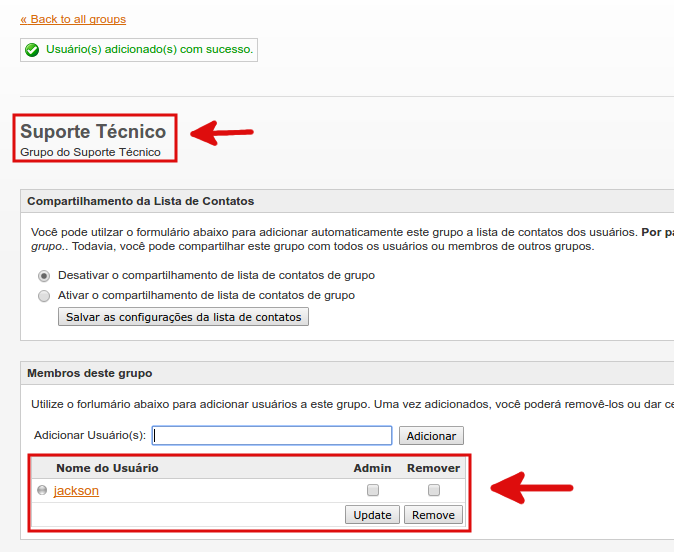 « Back to all groups
Usuário(s) adicionado(s) com sucesso.
Suporte Técnico
Grupo do Suporte Técnico
Compartilhamento da Lista de Contatos
Você pode utilzar o formulário abaixo para adicionar automaticamente este grupo a lista de contatos dos usuários. Por pa
grupo.. Todavia, você pode compartilhar este grupo com todos os usuários ou membros de outros grupos.
Desativar o compartilhamento de lista de contatos de grupo
Ativar o compartilhamento de lista de contatos de grupo
Salvar as configurações da lista de contatos
Membros deste grupo
Utilize o forlumário abaixo para adicionar usuários a este grupo. Uma vez adicionados, você poderá removê-los ou dar ce
Adicionar Usuário(s): Adicionar
Nome do Usuário Admin Remover
jackson
Update Remove